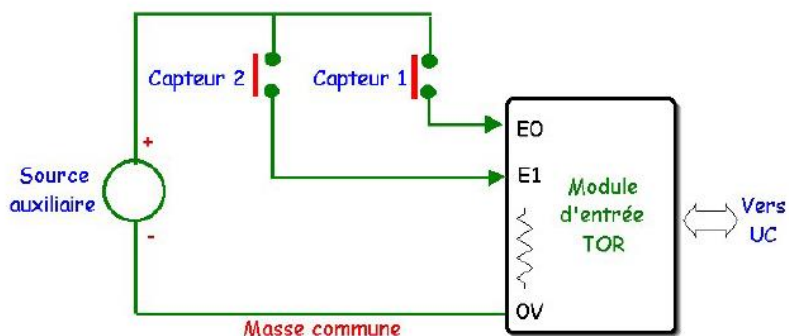 Capteur 2
Capteur 1
+
Source
auxiliaire
-
E0
E1
Module
d'entrée
TOR
Vers
UC
0V
Masse commune